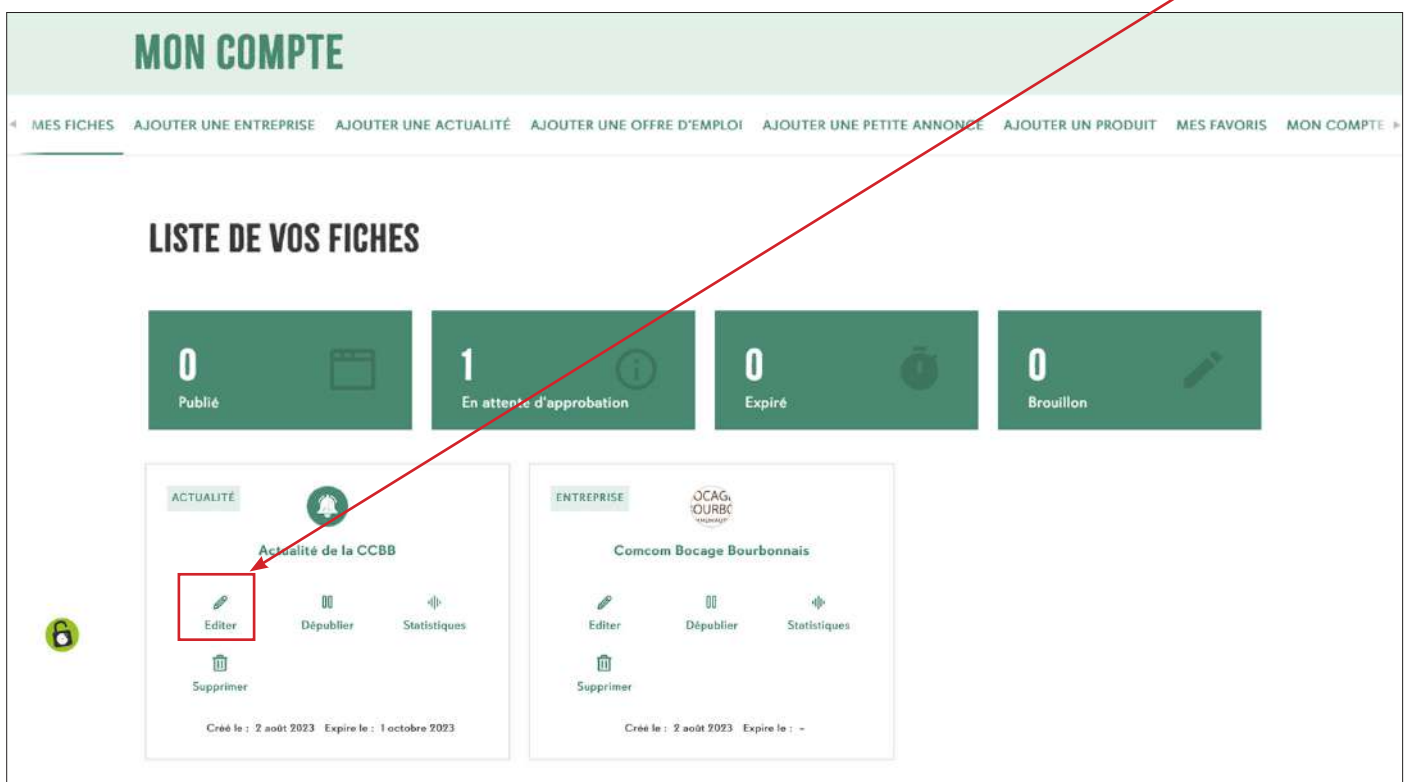 MON COMPTE
MES FICHES AJOUTER UNE ENTREPRISE AJOUTER UNE ACTUALITÉ AJOUTER UNE OFFRE D'EMPLOI AJOUTER UNE PETITE ANNONCE AJOUTER UN PRODUIT MES FAVORIS MON COMPTE
LISTE DE VOS FICHES
0
Publié
1
En attente d'approbation
0
Expiré
0
Brouillon
ACTUALITÉ
Actualité de la CCBB
Editer Dépublier Statistiques
Supprimer
Créé le : 2 août 2023 Expire le : 1 octobre 2023
ENTREPRISE
OCAG
OURBO
Comcom Bocage Bourbonnais
Editer Dépublier Statistiques
Supprimer
Créé le : 2 août 2023 Expire le : -